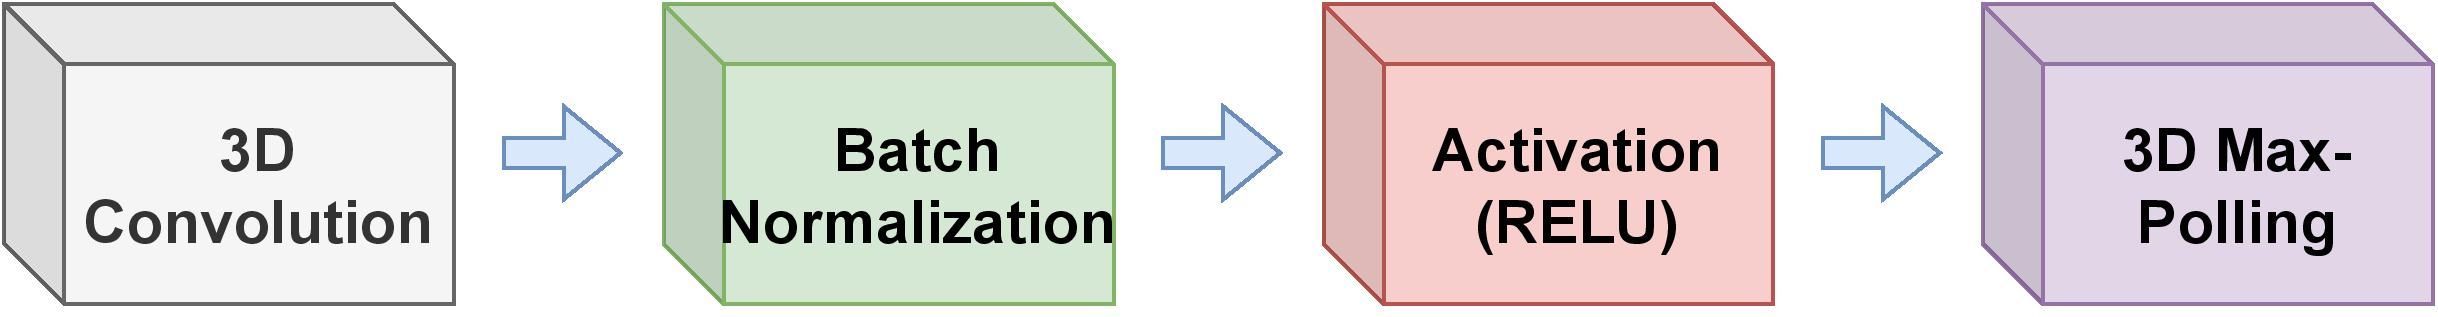 3D
Convolution
Batch
Normalization
Activation
(RELU)
3D Max-
Polling